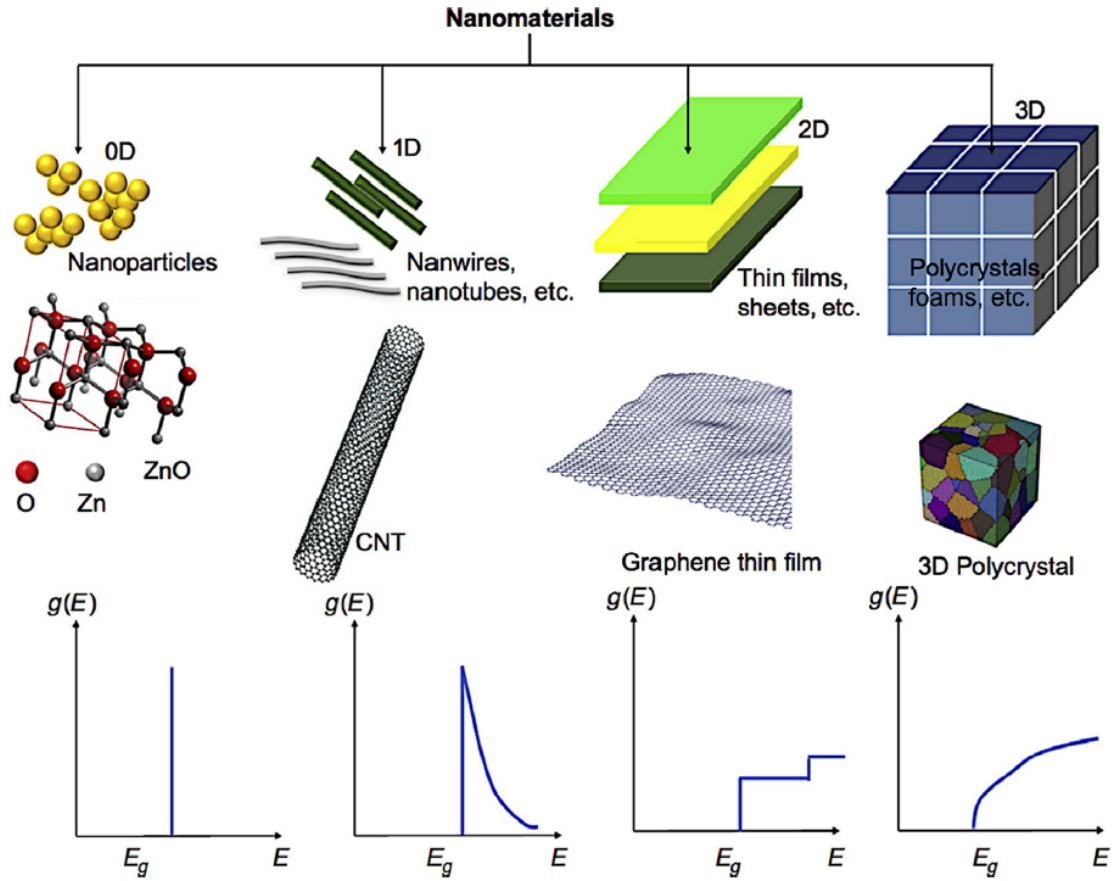 Nanomaterials
0D
1D
2D
3D
Nanoparticles
Nanwires,
nanotubes, etc.
Thin films,
sheets, etc.
Polycrystals,
foams, etc.
O
Zn
ZnO
CNT
Graphene thin film
3D Polycrystal
g(E)
g(E)
g(E)
g(E)
Eg
E
Eg
E
Eg
E
Eg
E